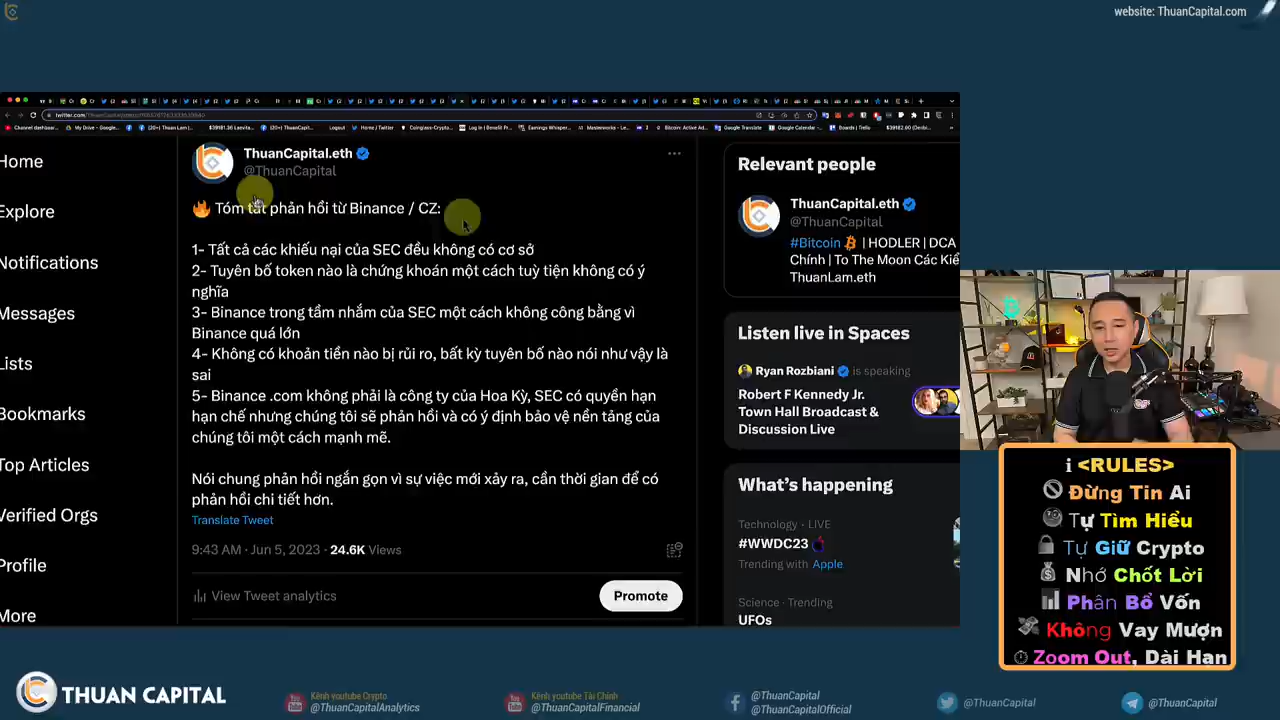 website: ThuanCapital.com
Home
Explore
Notifications
Messages
Lists
Bookmarks
Top Articles
Verified Orgs
Profile
More
ThuanCapital.eth
@ThuanCapital
Tóm tắt phản hồi từ Binance / CZ:
1- Tất cả các khiếu nại của SEC đều không có cơ sở
2- Tuyên bố token nào là chứng khoán một cách tuỳ tiện không có ý
nghĩa
3- Binance trong tầm nhắm của SEC một cách không công bằng vì
Binance quá lớn
4- Không có khoản tiền nào bị rủi ro, bất kỳ tuyên bố nào nói như vậy là
sai
5- Binance .com không phải là công ty của Hoa Kỳ, SEC có quyền hạn
hạn chế nhưng chúng tôi sẽ phản hồi và có ý định bảo vệ nền tảng của
chúng tôi một cách mạnh mẽ.
Nói chung phản hồi ngắn gọn vì sự việc mới xảy ra, cần thời gian để có
phản hồi chi tiết hơn.
Translate Tweet
9:43 AM · Jun 5, 2023 · 24.6K Views
View Tweet analytics
Promote
Relevant people
ThuanCapital.eth
@ThuanCapital
#Bitcoin | HODLER | DCA
Chính | To The Moon Các Kiể
ThuanLam.eth
Listen live in Spaces
Ryan Rozbiani is speaking
Robert F Kennedy Jr.
Town Hall Broadcast &
Discussion Live
What's happening
Technology · LIVE
#WWDC23
Trending with Apple
Science · Trending
UFOs
<RULES>
Đừng Tin Ai
Tự Tìm Hiểu
Tự Giữ Crypto
Nhớ Chốt Lời
Phân Bổ Vốn
Không Vay Mượn
Zoom Out, Dài Hạn
THUAN CAPITAL
Kênh youtube Crypto
@ThuanCapitalAnalytics
Kênh youtube Tài Chính
@ThuanCapitalFinancial
@ThuanCapital
@ThuanCapitalOfficial
@ThuanCapital
@ThuanCapital